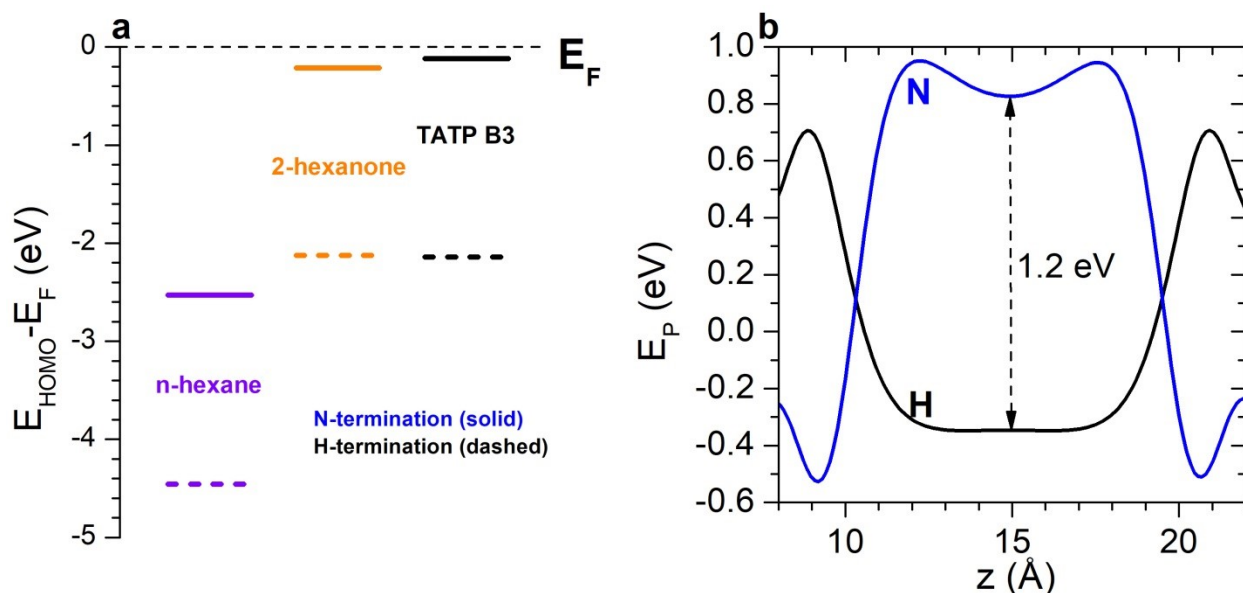 a
0
-1
-2
-3
-4
-5
E_HOMO-E_F (eV)
E_F
TATP B3
2-hexanone
n-hexane
N-termination (solid)
H-termination (dashed)
b
1.0
0.8
0.6
0.4
0.2
0.0
-0.2
-0.4
-0.6
E_P (eV)
N
1.2 eV
H
10
15
20
z (Å)